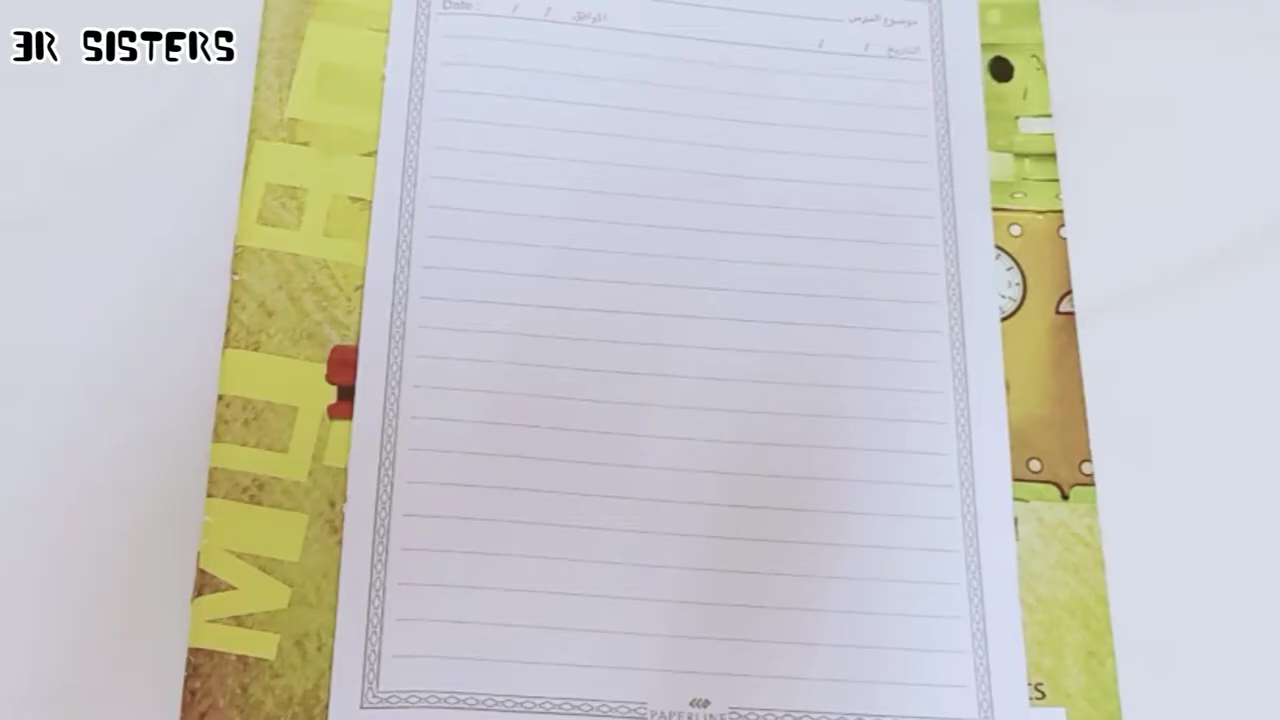 3R SISTERS
Date : / / الموافق
موضوع الدرس
التاريخ / /
PAPERLINE